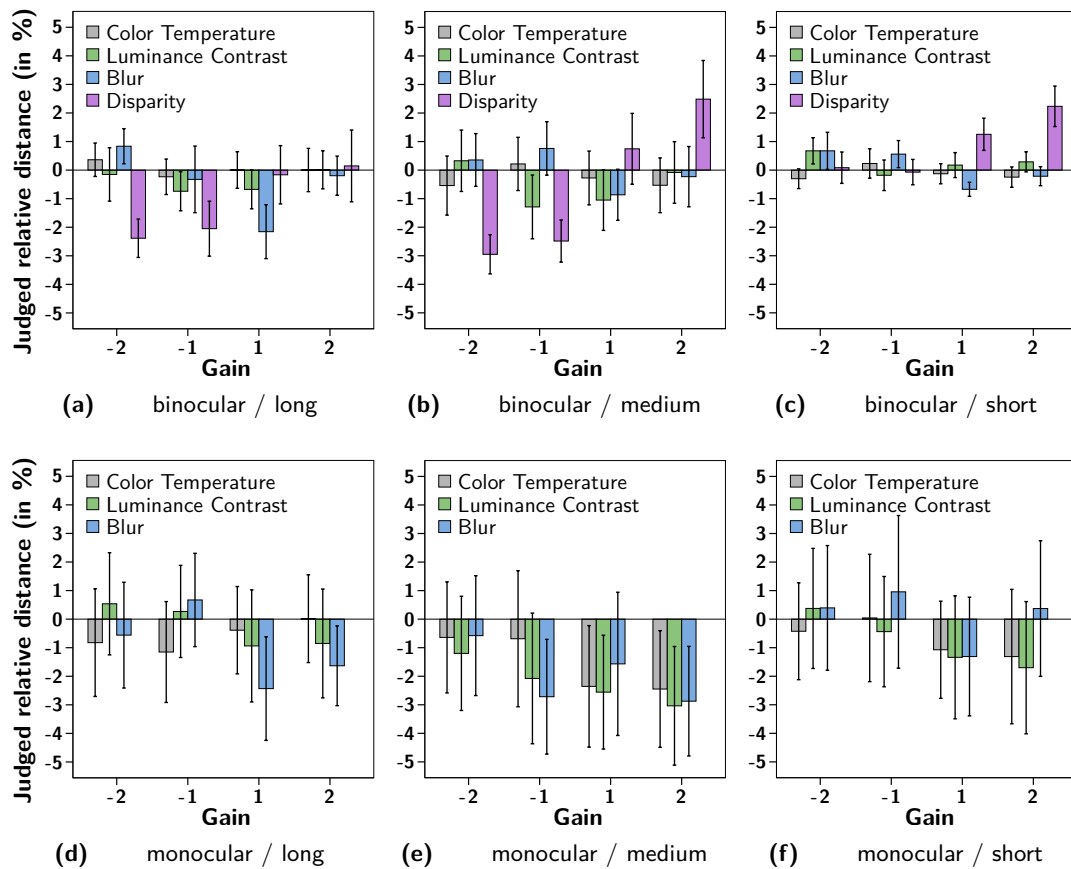 Judged relative distance (in %)
5
4
3
2
1
0
-1
-2
-3
-4
-5
Color Temperature
Luminance Contrast
Blur
Disparity
-2 -1 1 2
Gain
(a) binocular / long
5
4
3
2
1
0
-1
-2
-3
-4
-5
Color Temperature
Luminance Contrast
Blur
Disparity
-2 -1 1 2
Gain
(b) binocular / medium
5
4
3
2
1
0
-1
-2
-3
-4
-5
Color Temperature
Luminance Contrast
Blur
Disparity
-2 -1 1 2
Gain
(c) binocular / short
Judged relative distance (in %)
5
4
3
2
1
0
-1
-2
-3
-4
-5
Color Temperature
Luminance Contrast
Blur
-2 -1 1 2
Gain
(d) monocular / long
5
4
3
2
1
0
-1
-2
-3
-4
-5
Color Temperature
Luminance Contrast
Blur
-2 -1 1 2
Gain
(e) monocular / medium
5
4
3
2
1
0
-1
-2
-3
-4
-5
Color Temperature
Luminance Contrast
Blur
-2 -1 1 2
Gain
(f) monocular / short